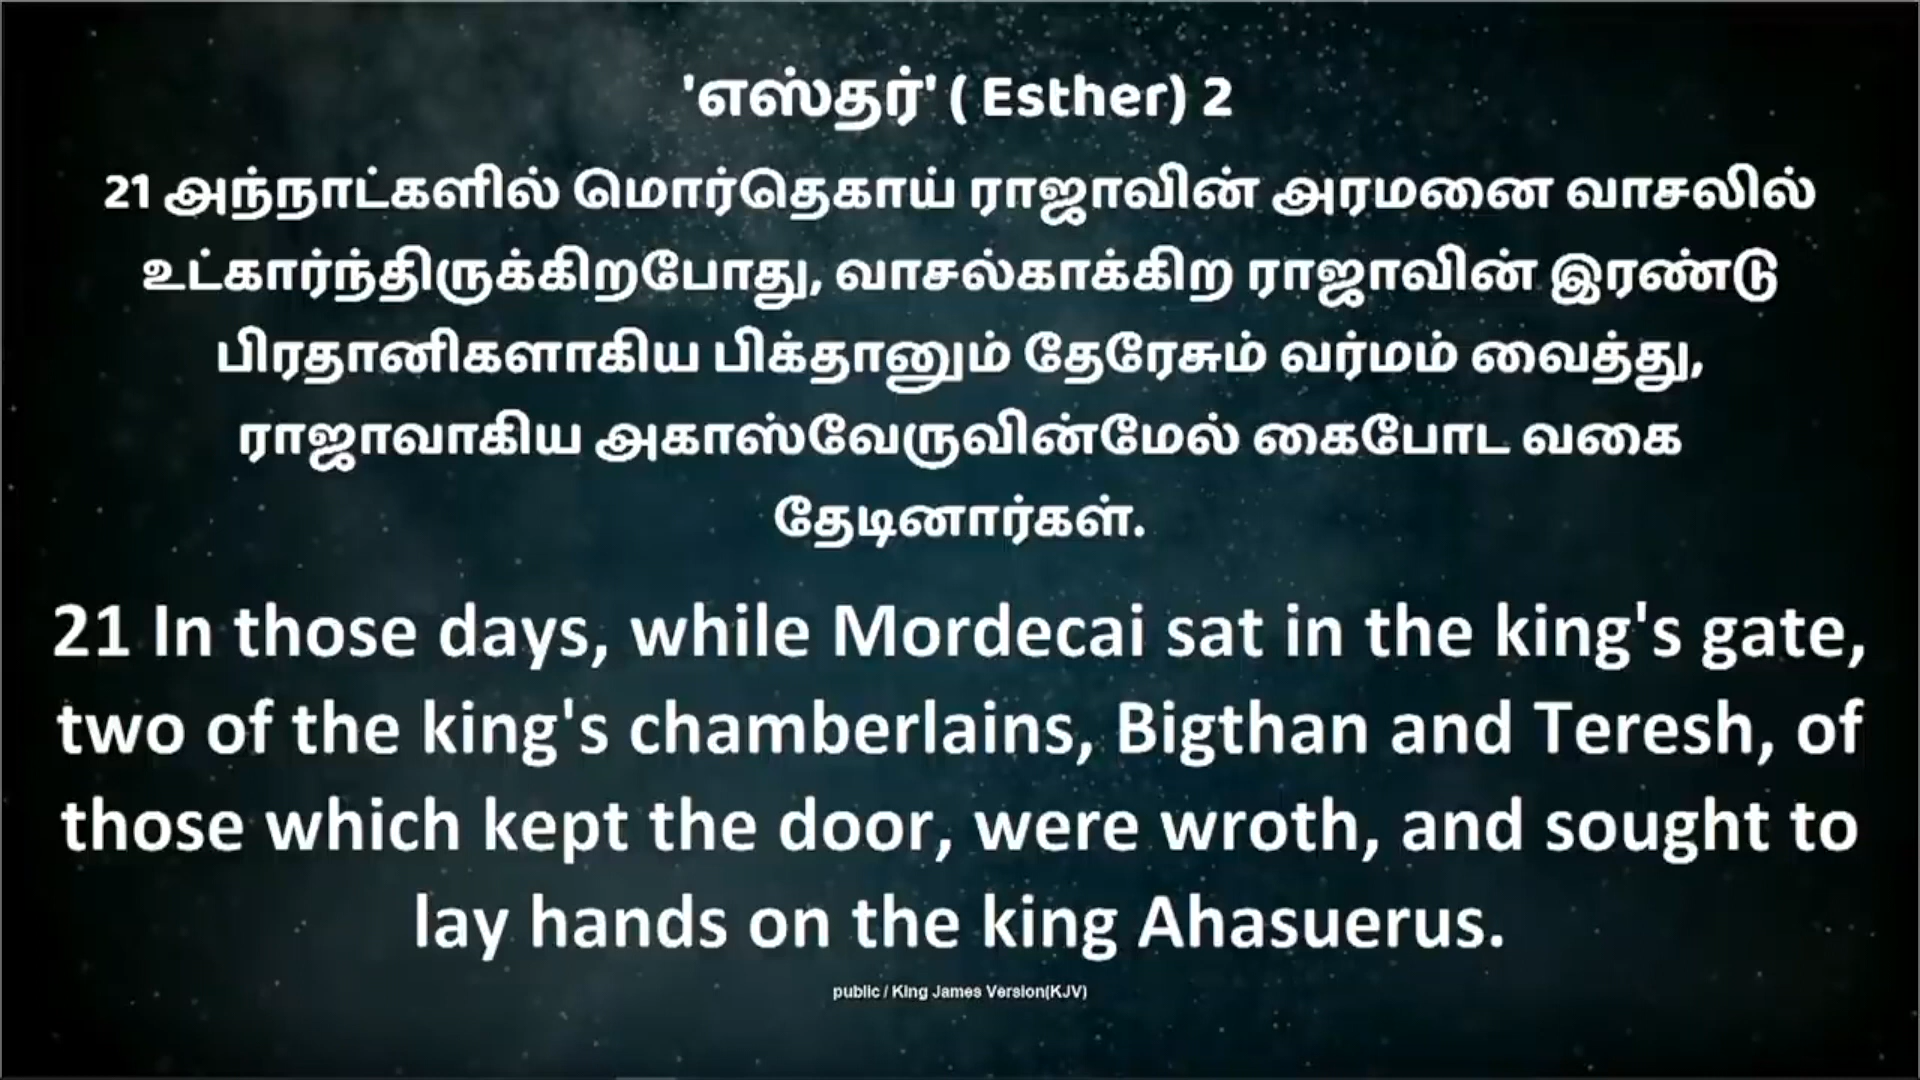 'எஸ்தர்' ( Esther) 2
21 அந்நாட்களில் மொர்தெகாய் ராஜாவின் அரமனை வாசலில்
உட்கார்ந்திருக்கிறபோது, வாசல்காக்கிற ராஜாவின் இரண்டு
பிரதானிகளாகிய பிக்தானும் தேரேசும் வர்மம் வைத்து,
ராஜாவாகிய அகாஸ்வேருவின்மேல் கைபோட வகை
தேடினார்கள்.
21 In those days, while Mordecai sat in the king's gate,
two of the king's chamberlains, Bigthan and Teresh, of
those which kept the door, were wroth, and sought to
lay hands on the king Ahasuerus.
public / King James Version(KJV)